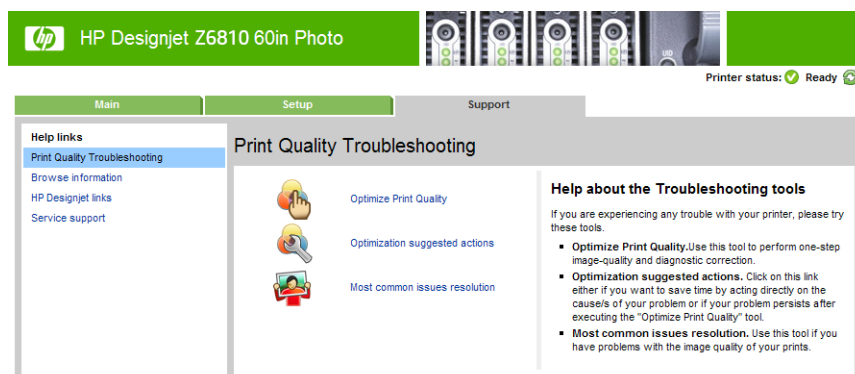 hp HP Designjet Z6810 60in Photo
UID
Printer status: Ready
Main Setup Support
Help links
Print Quality Troubleshooting
Browse information
HP Designjet links
Service support
Print Quality Troubleshooting
Optimize Print Quality
Optimization suggested actions
Most common issues resolution
Help about the Troubleshooting tools
If you are experiencing any trouble with your printer, please try
these tools.
▪ Optimize Print Quality.Use this tool to perform one-step
image-quality and diagnostic correction.
▪ Optimization suggested actions. Click on this link
either if you want to save time by acting directly on the
cause/s of your problem or if your problem persists after
executing the "Optimize Print Quality" tool.
▪ Most common issues resolution. Use this tool if you
have problems with the image quality of your prints.